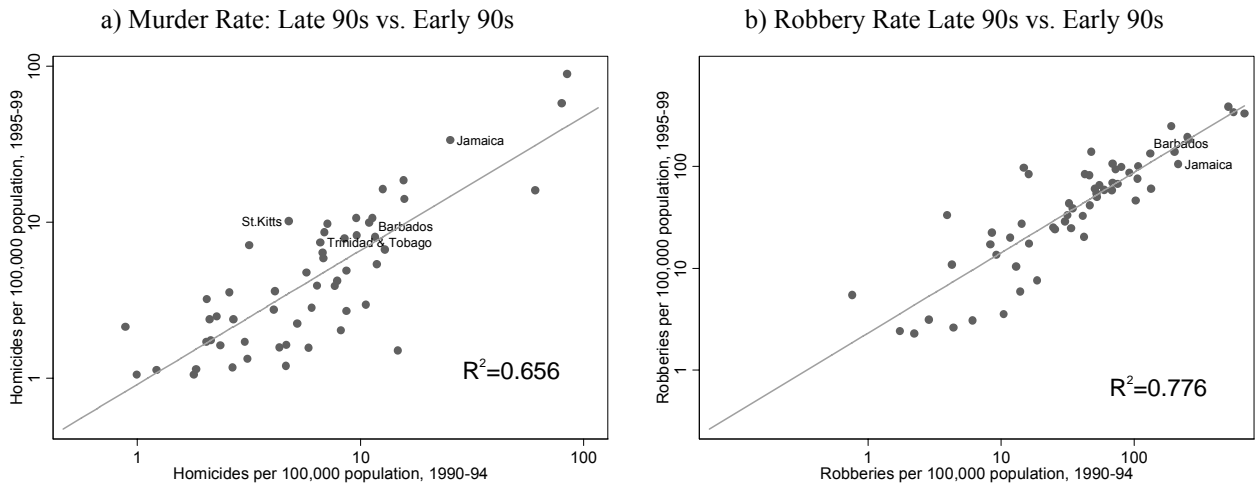 a) Murder Rate: Late 90s vs. Early 90s
Homicides per 100,000 population, 1995-99
100
10
1
Jamaica
St.Kitts
Barbados
Trinidad & Tobago
R²=0.656
1 10 100
Homicides per 100,000 population, 1990-94
b) Robbery Rate Late 90s vs. Early 90s
Robberies per 100,000 population, 1995-99
100
10
1
Barbados
Jamaica
R²=0.776
1 10 100
Robberies per 100,000 population, 1990-94